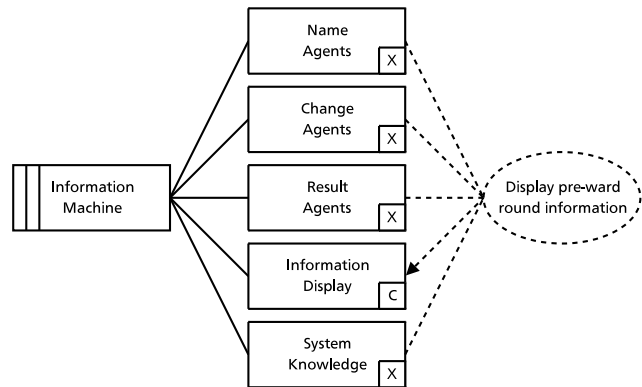 Name
Agents
X
Change
Agents
X
Information
Machine
Result
Agents
X
Display pre-ward
round information
Information
Display
C
System
Knowledge
X